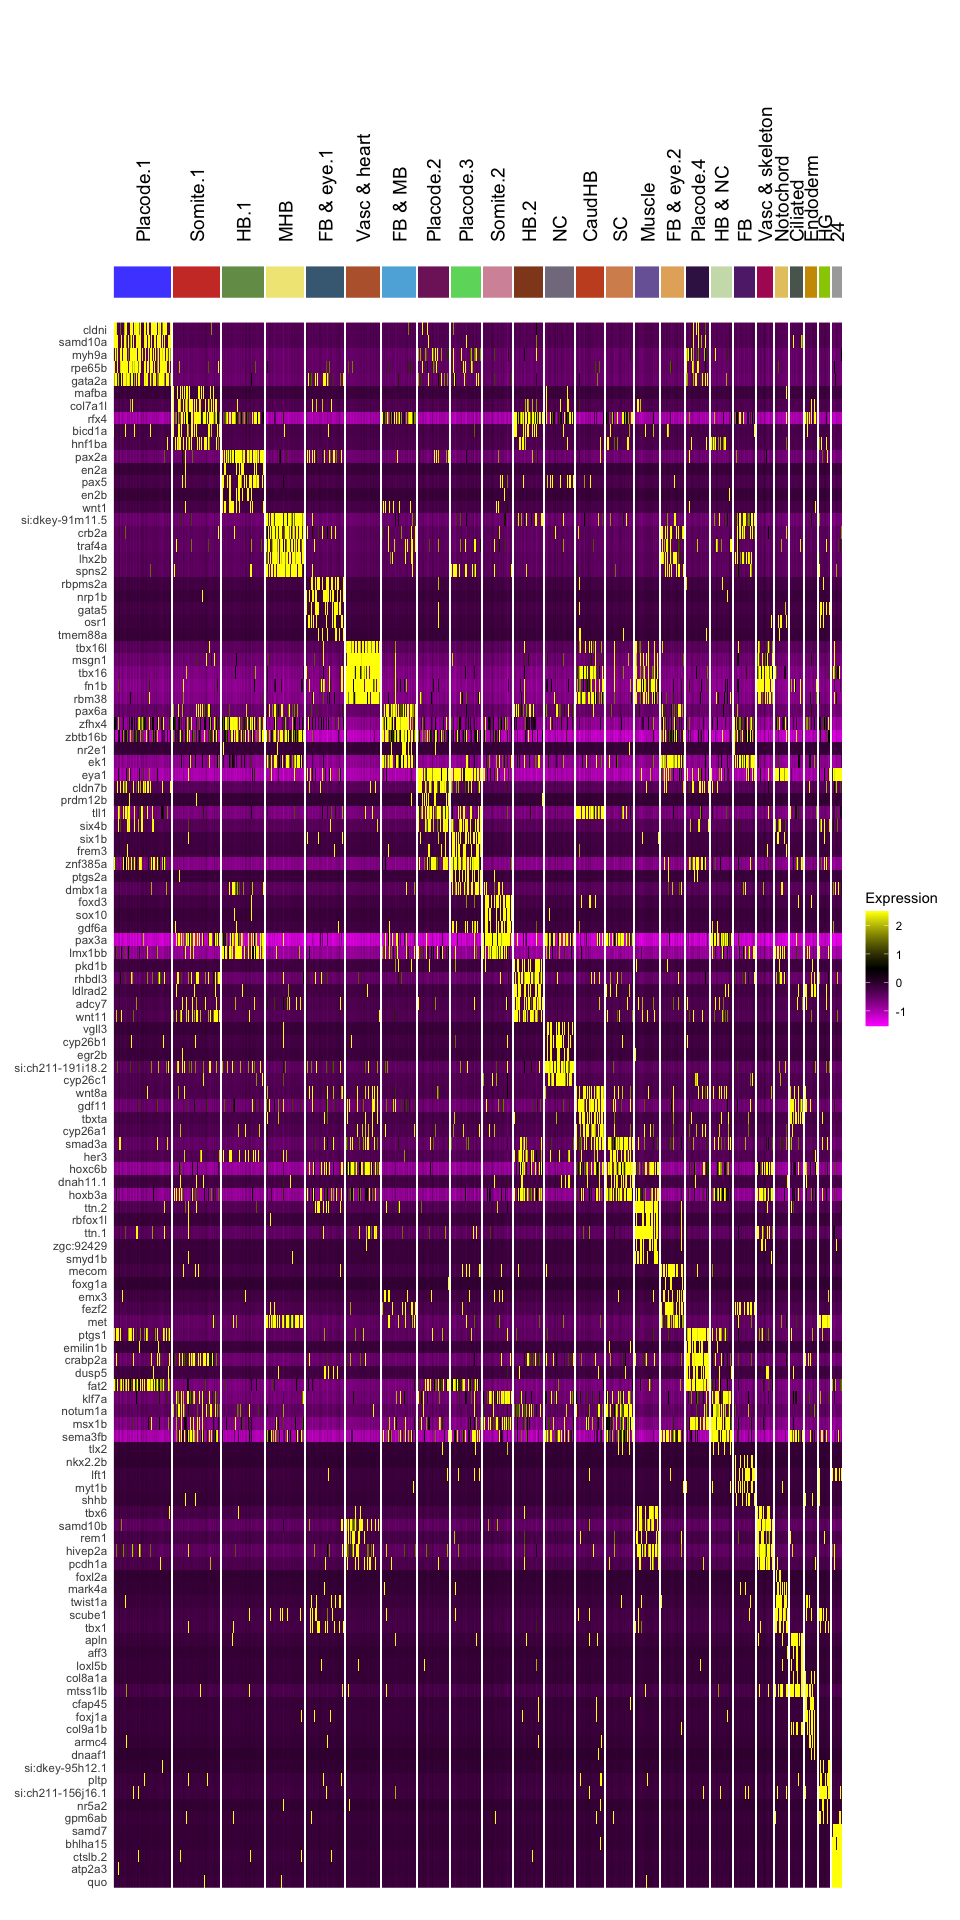 Placode.1
Somite.1
HB.1
MHB
FB & eye.1
Vasc & heart
FB & MB
Placode.2
Placode.3
Somite.2
HB.2
NC
CaudHB
SC
Muscle
FB & eye.2
Placode.4
HB & NC
FB
Vasc & skeleton
Notochord
Ciliated
Endoderm
HG
24
cldni
samd10a
myh9a
rpe65b
gata2a
mafba
col7a1l
rfx4
bicd1a
hnf1ba
pax2a
en2a
pax5
en2b
wnt1
si:dkey-91m11.5
crb2a
traf4a
lhx2b
spns2
rbpms2a
nrp1b
gata5
osr1
tmem88a
tbx16l
msgn1
tbx16
fn1b
rbm38
pax6a
zfhx4
zbtb16b
nr2e1
ek1
eya1
cldn7b
prdm12b
tll1
six4b
six1b
frem3
znf385a
ptgs2a
dmbx1a
foxd3
sox10
gdf6a
pax3a
lmx1bb
pkd1b
rhbdl3
ldlrad2
adcy7
wnt11
vgll3
cyp26b1
egr2b
si:ch211-191i18.2
cyp26c1
wnt8a
gdf11
tbxta
cyp26a1
smad3a
her3
hoxc6b
dnah11.1
hoxb3a
ttn.2
rbfox1l
ttn.1
zgc:92429
smyd1b
mecom
foxg1a
emx3
fezf2
met
ptgs1
emilin1b
crabp2a
dusp5
fat2
klf7a
notum1a
msx1b
sema3fb
tlx2
nkx2.2b
lft1
myt1b
shhb
tbx6
samd10b
rem1
hivep2a
pcdh1a
foxl2a
mark4a
twist1a
scube1
tbx1
apln
aff3
loxl5b
col8a1a
mtss1lb
cfap45
foxj1a
col9a1b
armc4
dnaaf1
si:dkey-95h12.1
pltp
si:ch211-156j16.1
nr5a2
gpm6ab
samd7
bhlha15
ctslb.2
atp2a3
quo
Expression
2
1
0
-1